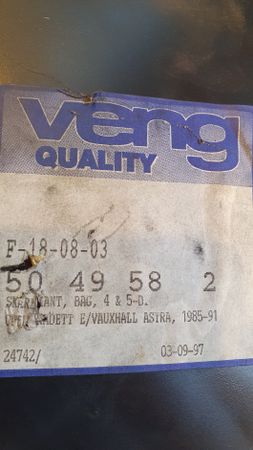 veng
QUALITY
F-18-08-03
50 49 58 2
SKÆRMKANT, BAG, 4 & 5-D.
OPEL KADETT E/VAUXHALL ASTRA, 1985-91
24742/ 03-09-97